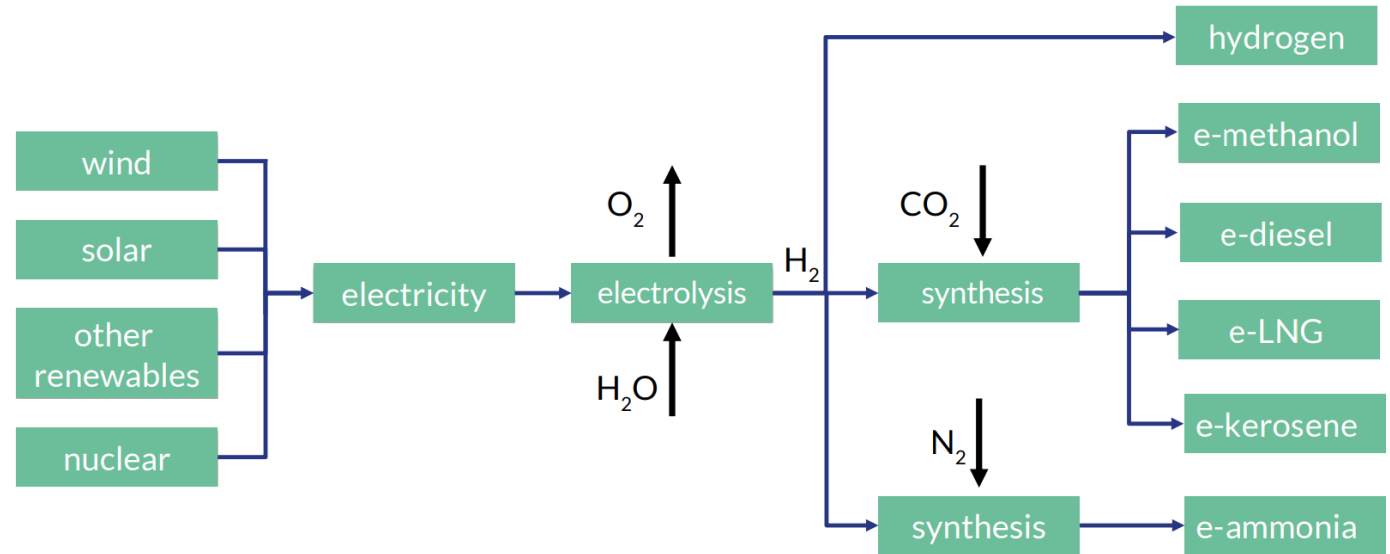 hydrogen
e-methanol
wind
O₂
CO₂
solar
e-diesel
H₂
electricity
electrolysis
synthesis
other
renewables
e-LNG
H₂O
e-kerosene
nuclear
N₂
synthesis
e-ammonia